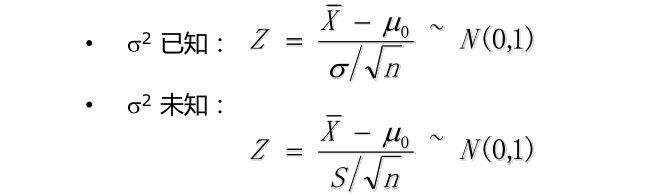 • σ² 已知： Z = (X̄ − μ₀) / (σ/√n) ~ N(0,1)
• σ² 未知：
Z = (X̄ − μ₀) / (S/√n) ~ N(0,1)